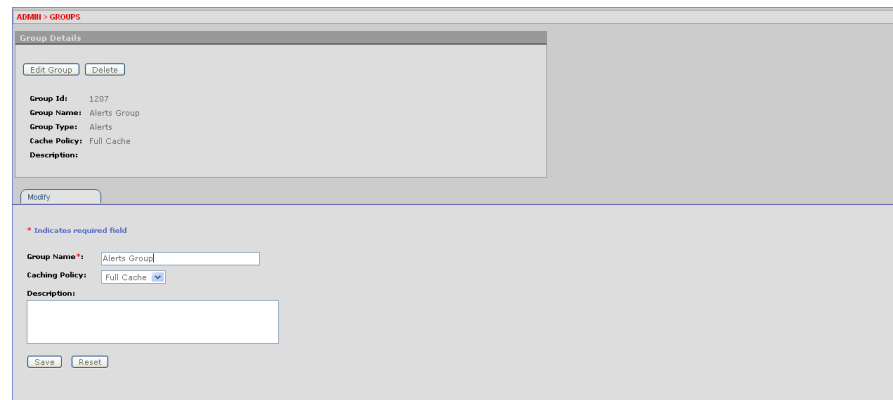 ADMIN > GROUPS
Group Details
Edit Group Delete
Group Id: 1207
Group Name: Alerts Group
Group Type: Alerts
Cache Policy: Full Cache
Description:
Modify
* Indicates required field
Group Name*: Alerts Group
Caching Policy: Full Cache
Description:
Save Reset